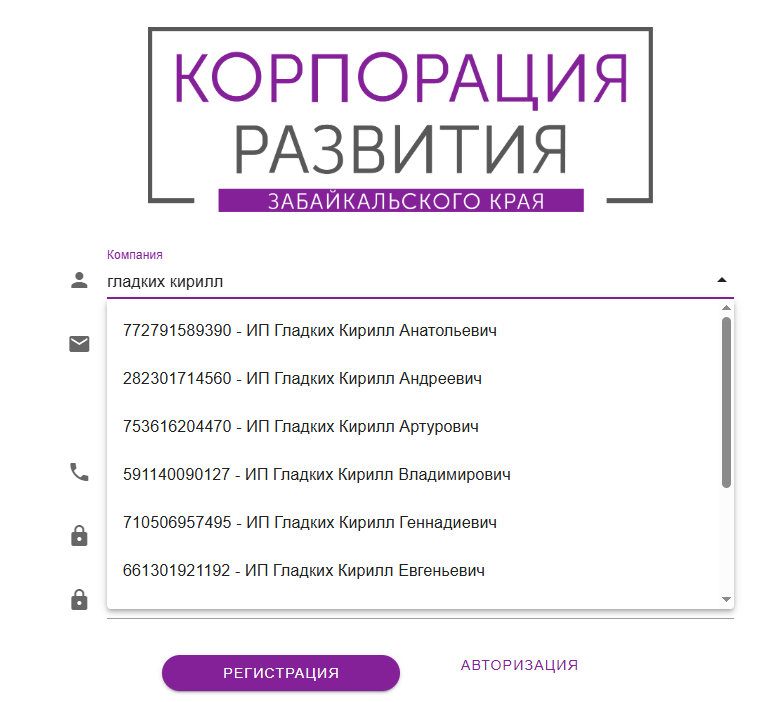 КОРПОРАЦИЯ
РАЗВИТИЯ
ЗАБАЙКАЛЬСКОГО КРАЯ
Компания
гладких кирилл
772791589390 - ИП Гладких Кирилл Анатольевич
282301714560 - ИП Гладких Кирилл Андреевич
753616204470 - ИП Гладких Кирилл Артурович
591140090127 - ИП Гладких Кирилл Владимирович
710506957495 - ИП Гладких Кирилл Геннадиевич
661301921192 - ИП Гладких Кирилл Евгеньевич
РЕГИСТРАЦИЯ
АВТОРИЗАЦИЯ